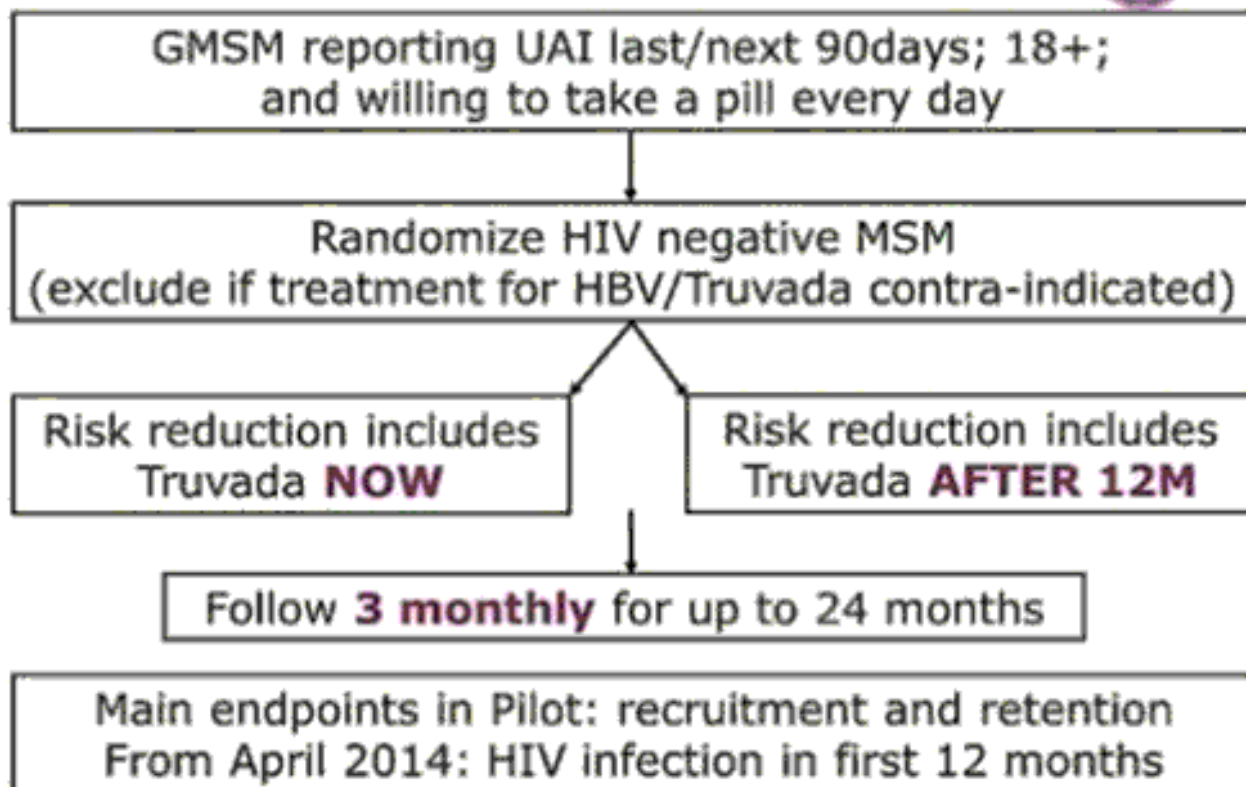 GMSM reporting UAI last/next 90days; 18+;
and willing to take a pill every day
Randomize HIV negative MSM
(exclude if treatment for HBV/Truvada contra-indicated)
Risk reduction includes
Truvada NOW
Risk reduction includes
Truvada AFTER 12M
Follow 3 monthly for up to 24 months
Main endpoints in Pilot: recruitment and retention
From April 2014: HIV infection in first 12 months